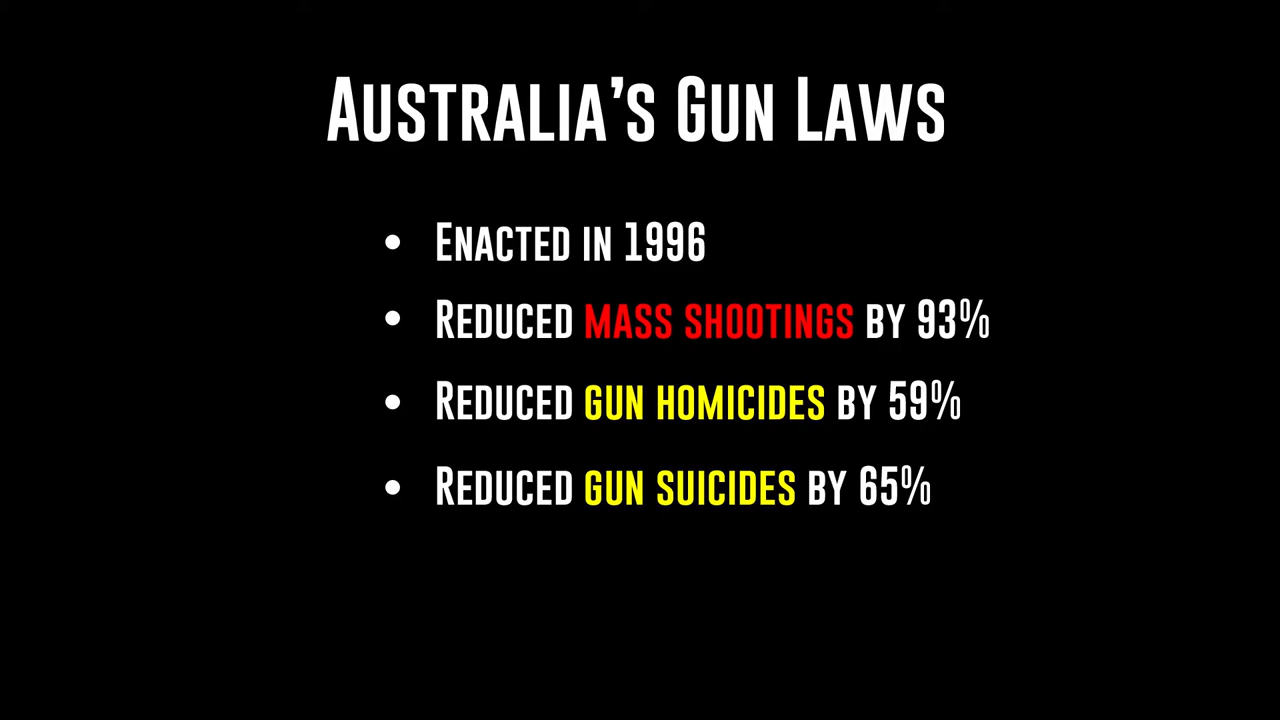 Australia's Gun Laws
• Enacted in 1996
• Reduced mass shootings by 93%
• Reduced gun homicides by 59%
• Reduced gun suicides by 65%